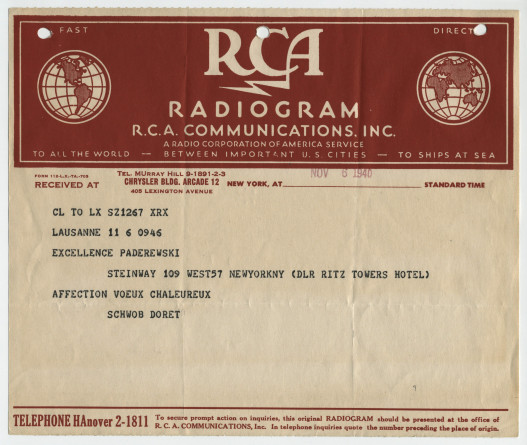 FAST
DIRECT
RCA
RADIOGRAM
R.C.A. COMMUNICATIONS, INC.
A RADIO CORPORATION OF AMERICA SERVICE
TO ALL THE WORLD — BETWEEN IMPORTANT U.S. CITIES — TO SHIPS AT SEA
FORM 112-L.S.-TA-709
TEL. MURRAY HILL 9-1891-2-3
RECEIVED AT CHRYSLER BLDG. ARCADE 12 NEW YORK, AT NOV 6 1940 STANDARD TIME
405 LEXINGTON AVENUE
CL TO LX SZ1267 XRX
LAUSANNE 11 6 0946
EXCELLENCE PADEREWSKI
STEINWAY 109 WEST57 NEWYORKNY (DLR RITZ TOWERS HOTEL)
AFFECTION VOEUX CHALEUREUX
SCHWOB DORET
TELEPHONE HAnover 2-1811 To secure prompt action on inquiries, this original RADIOGRAM should be presented at the office of
R. C. A. COMMUNICATIONS, Inc. In telephone inquiries quote the number preceding the place of origin.